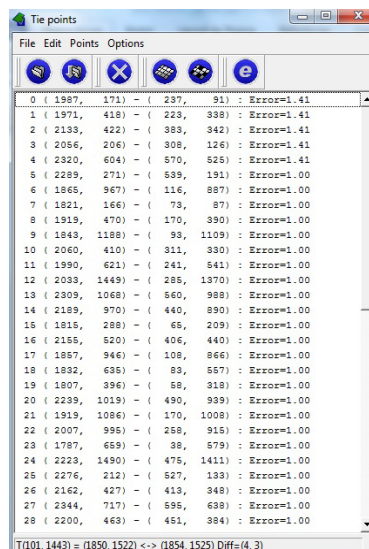 Tie points
File Edit Points Options
0 ( 1987, 171) - ( 237, 91) : Error=1.41
1 ( 1971, 418) - ( 223, 338) : Error=1.41
2 ( 2133, 422) - ( 383, 342) : Error=1.41
3 ( 2056, 206) - ( 308, 126) : Error=1.41
4 ( 2320, 604) - ( 570, 525) : Error=1.41
5 ( 2289, 271) - ( 539, 191) : Error=1.00
6 ( 1865, 967) - ( 116, 887) : Error=1.00
7 ( 1821, 166) - ( 73, 87) : Error=1.00
8 ( 1919, 470) - ( 170, 390) : Error=1.00
9 ( 1843, 1188) - ( 93, 1109) : Error=1.00
10 ( 2060, 410) - ( 311, 330) : Error=1.00
11 ( 1990, 621) - ( 241, 541) : Error=1.00
12 ( 2033, 1449) - ( 285, 1370) : Error=1.00
13 ( 2309, 1068) - ( 560, 988) : Error=1.00
14 ( 2189, 970) - ( 440, 890) : Error=1.00
15 ( 1815, 288) - ( 65, 209) : Error=1.00
16 ( 2155, 520) - ( 406, 440) : Error=1.00
17 ( 1857, 946) - ( 108, 866) : Error=1.00
18 ( 1832, 635) - ( 83, 557) : Error=1.00
19 ( 1807, 396) - ( 58, 318) : Error=1.00
20 ( 2239, 1019) - ( 490, 939) : Error=1.00
21 ( 1919, 1086) - ( 170, 1008) : Error=1.00
22 ( 2007, 995) - ( 258, 915) : Error=1.00
23 ( 1787, 659) - ( 38, 579) : Error=1.00
24 ( 2223, 1490) - ( 475, 1411) : Error=1.00
25 ( 2276, 212) - ( 527, 133) : Error=1.00
26 ( 2162, 427) - ( 413, 348) : Error=1.00
27 ( 2344, 717) - ( 595, 638) : Error=1.00
28 ( 2200, 463) - ( 451, 384) : Error=1.00
T(101, 1443) = (1850, 1522) <-> (1854, 1525) Diff=(4, 3)